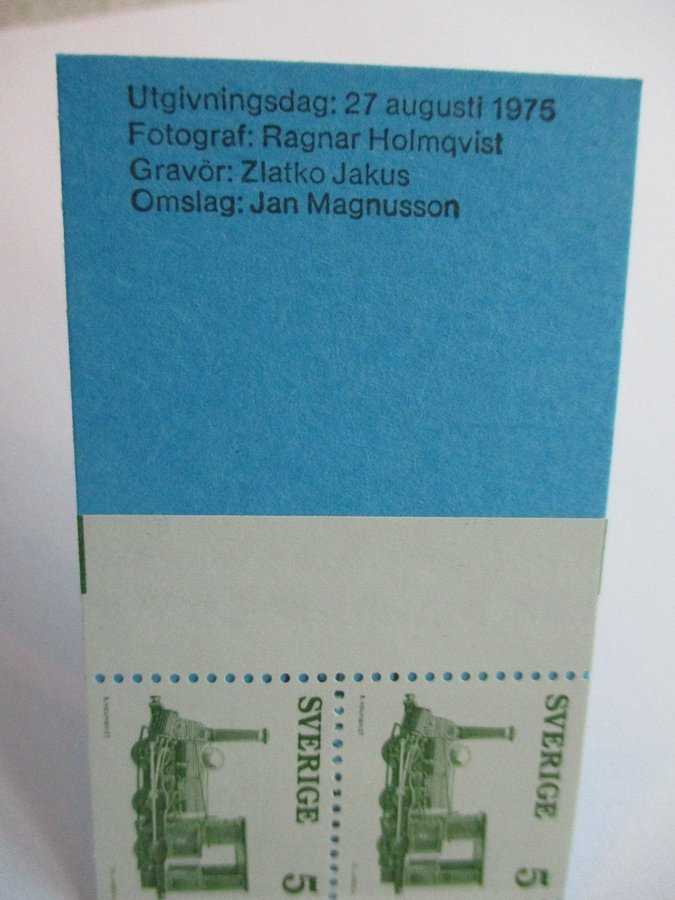 Utgivningsdag: 27 augusti 1975
Fotograf: Ragnar Holmqvist
Gravör: Zlatko Jakus
Omslag: Jan Magnusson
SVERIGE 5
SVERIGE 5